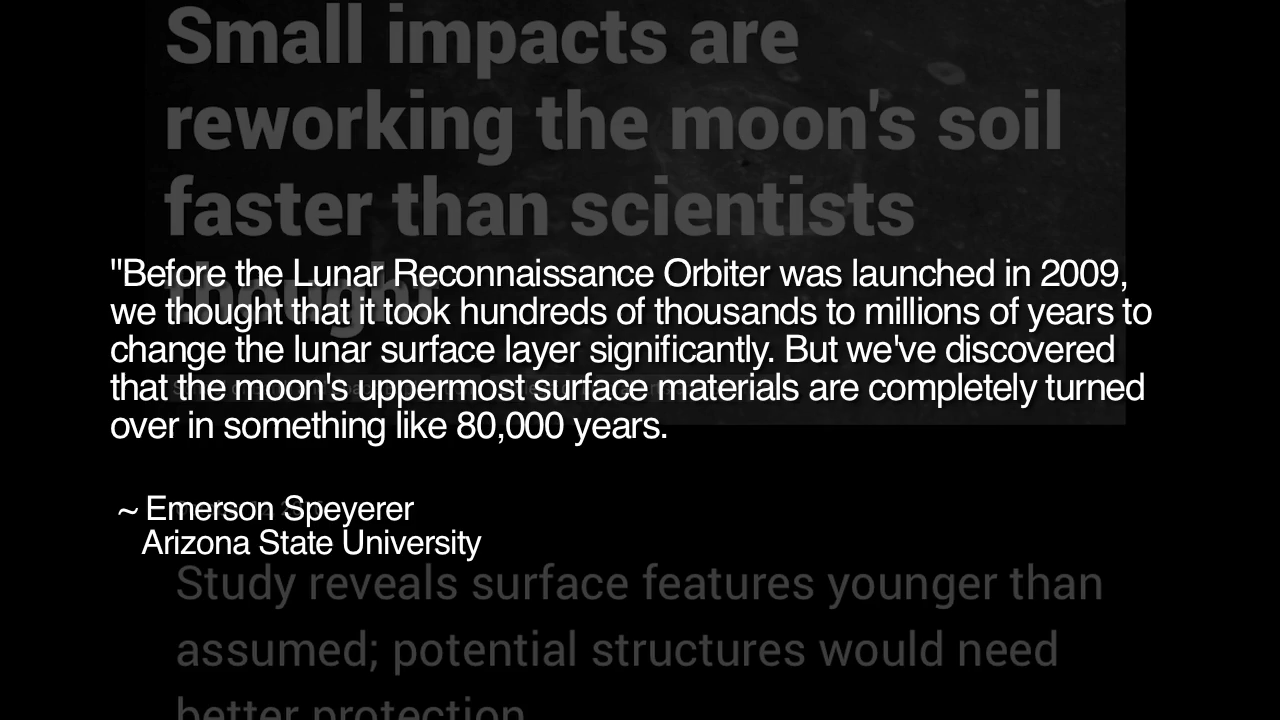 Small impacts are
reworking the moon's soil
faster than scientists
thought
"Before the Lunar Reconnaissance Orbiter was launched in 2009,
we thought that it took hundreds of thousands to millions of years to
change the lunar surface layer significantly. But we've discovered
that the moon's uppermost surface materials are completely turned
over in something like 80,000 years.
~ Emerson Speyerer
Arizona State University
Study reveals surface features younger than
assumed; potential structures would need
better protection